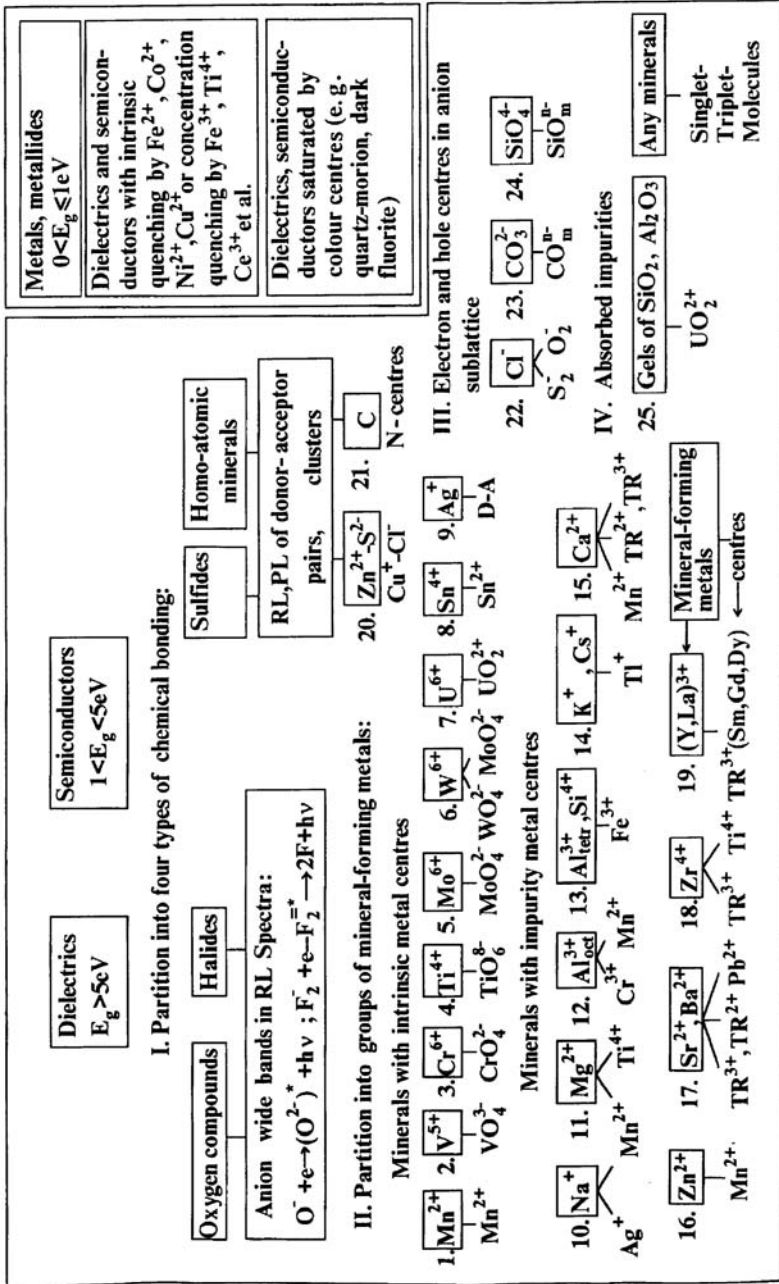 Dielectrics
E_g>5eV
Semiconductors
1<E_g<5eV
Metals, metallides
0<E_g⩽1eV
Dielectrics and semicon-
ductors with intrinsic
quenching by Fe²⁺,Co²⁺,
Ni²⁺,Cu²⁺or concentration
quenching by Fe³⁺,Ti⁴⁺,
Ce³⁺et al.
Dielectrics, semiconduc-
ductors saturated by
colour centres (e.g.
quartz-morion, dark
fluorite)
I. Partition into four types of chemical bonding:
Oxygen compounds
Halides
Sulfides
Homo-atomic
minerals
Anion wide bands in RL Spectra:
O⁻+e→(O²⁻)*+hν ; F₂⁻+e–F₂⁼*→2F+hν
RL,PL of donor-acceptor
pairs, clusters
20. Zn²⁺-S²⁻
Cu⁺-Cl⁻
21. C
N-centres
II. Partition into groups of mineral-forming metals:
Minerals with intrinsic metal centres
1. Mn²⁺
Mn²⁺
2. V⁵⁺
VO₄³⁻
3. Cr⁶⁺
CrO₄²⁻
4. Ti⁴⁺
TiO₆⁸⁻
5. Mo⁶⁺
MoO₄²⁻
6. W⁶⁺
WO₄²⁻ MoO₄²⁻
7. U⁶⁺
UO₂²⁺
8. Sn⁴⁺
Sn²⁺
9. Ag⁺
D-A
Minerals with impurity metal centres
10. Na⁺
Ag⁺ Mn²⁺
11. Mg²⁺
Mn²⁺ Ti⁴⁺
12. Al³⁺oct
Cr³⁺ Mn²⁺
13. Al³⁺tetr,Si⁴⁺
Fe³⁺
14. K⁺, Cs⁺
Tl⁺
15. Ca²⁺
Mn²⁺ TR²⁺,TR³⁺
16. Zn²⁺
Mn²⁺
17. Sr²⁺,Ba²⁺
TR³⁺,TR²⁺ Pb²⁺
18. Zr⁴⁺
TR³⁺ Ti⁴⁺
19. (Y,La)³⁺
TR³⁺(Sm,Gd,Dy)
Mineral-forming
metals
centres
III. Electron and hole centres in anion
sublattice
22. Cl⁻
S₂⁻ O₂⁻
23. CO₃²⁻
COₘⁿ⁻
24. SiO₄⁴⁻
SiOₘⁿ⁻
IV. Absorbed impurities
25. Gels of SiO₂, Al₂O₃
UO₂²⁺
Any minerals
Singlet-
Triplet-
Molecules